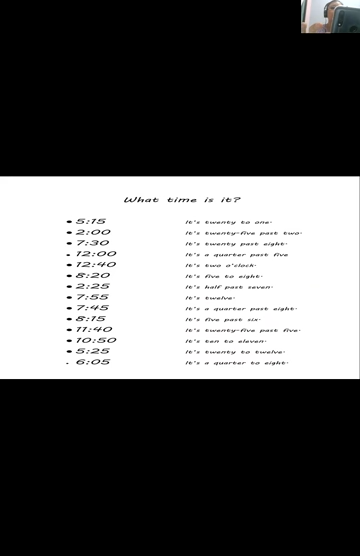 What time is it?
• 5:15 It's twenty to one.
• 2:00 It's twenty-five past two.
• 7:30 It's twenty past eight.
• 12:00 It's a quarter past five
• 12:40 It's two o'clock.
• 8:20 It's five to eight.
• 2:25 It's half past seven.
• 7:55 It's twelve.
• 7:45 It's a quarter past eight.
• 8:15 It's five past six.
• 11:40 It's twenty-five past five.
• 10:50 It's ten to eleven.
• 5:25 It's twenty to twelve.
• 6:05 It's a quarter to eight.